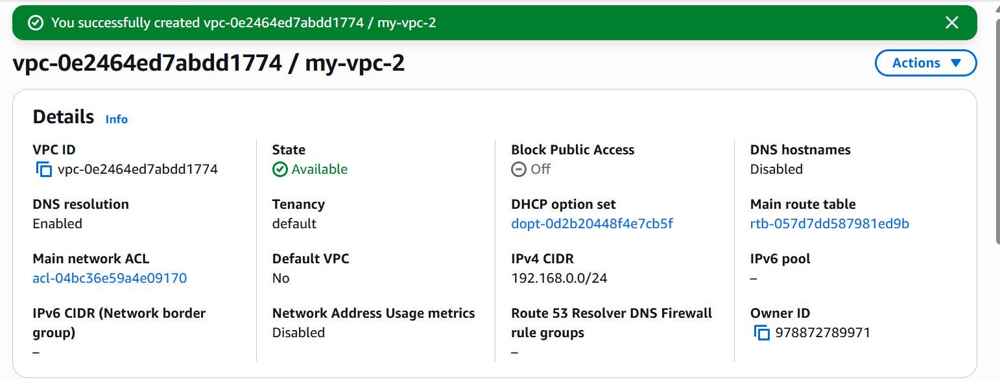 You successfully created vpc-0e2464ed7abdd1774 / my-vpc-2
vpc-0e2464ed7abdd1774 / my-vpc-2
Actions
Details Info
VPC ID
vpc-0e2464ed7abdd1774
State
Available
Block Public Access
Off
DNS hostnames
Disabled
DNS resolution
Enabled
Tenancy
default
DHCP option set
dopt-0d2b20448f4e7cb5f
Main route table
rtb-057d7dd587981ed9b
Main network ACL
acl-04bc36e59a4e09170
Default VPC
No
IPv4 CIDR
192.168.0.0/24
IPv6 pool
–
IPv6 CIDR (Network border
group)
–
Network Address Usage metrics
Disabled
Route 53 Resolver DNS Firewall
rule groups
–
Owner ID
978872789971